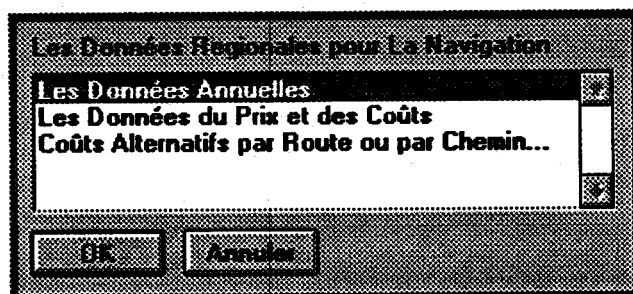 Les Données Regionales pour La Navigation
Les Données Annuelles
Les Données du Prix et des Coûts
Coûts Alternatifs par Route ou par Chemin...
OK
Annuler